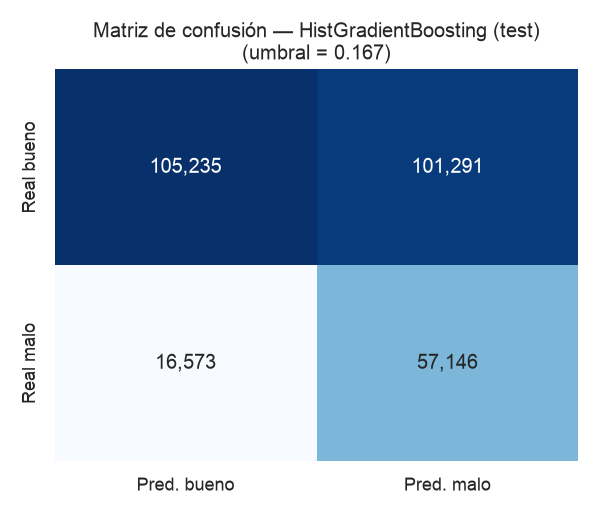 Matriz de confusión — HistGradientBoosting (test)
(umbral = 0.167)
Real bueno
105,235
101,291
Real malo
16,573
57,146
Pred. bueno
Pred. malo